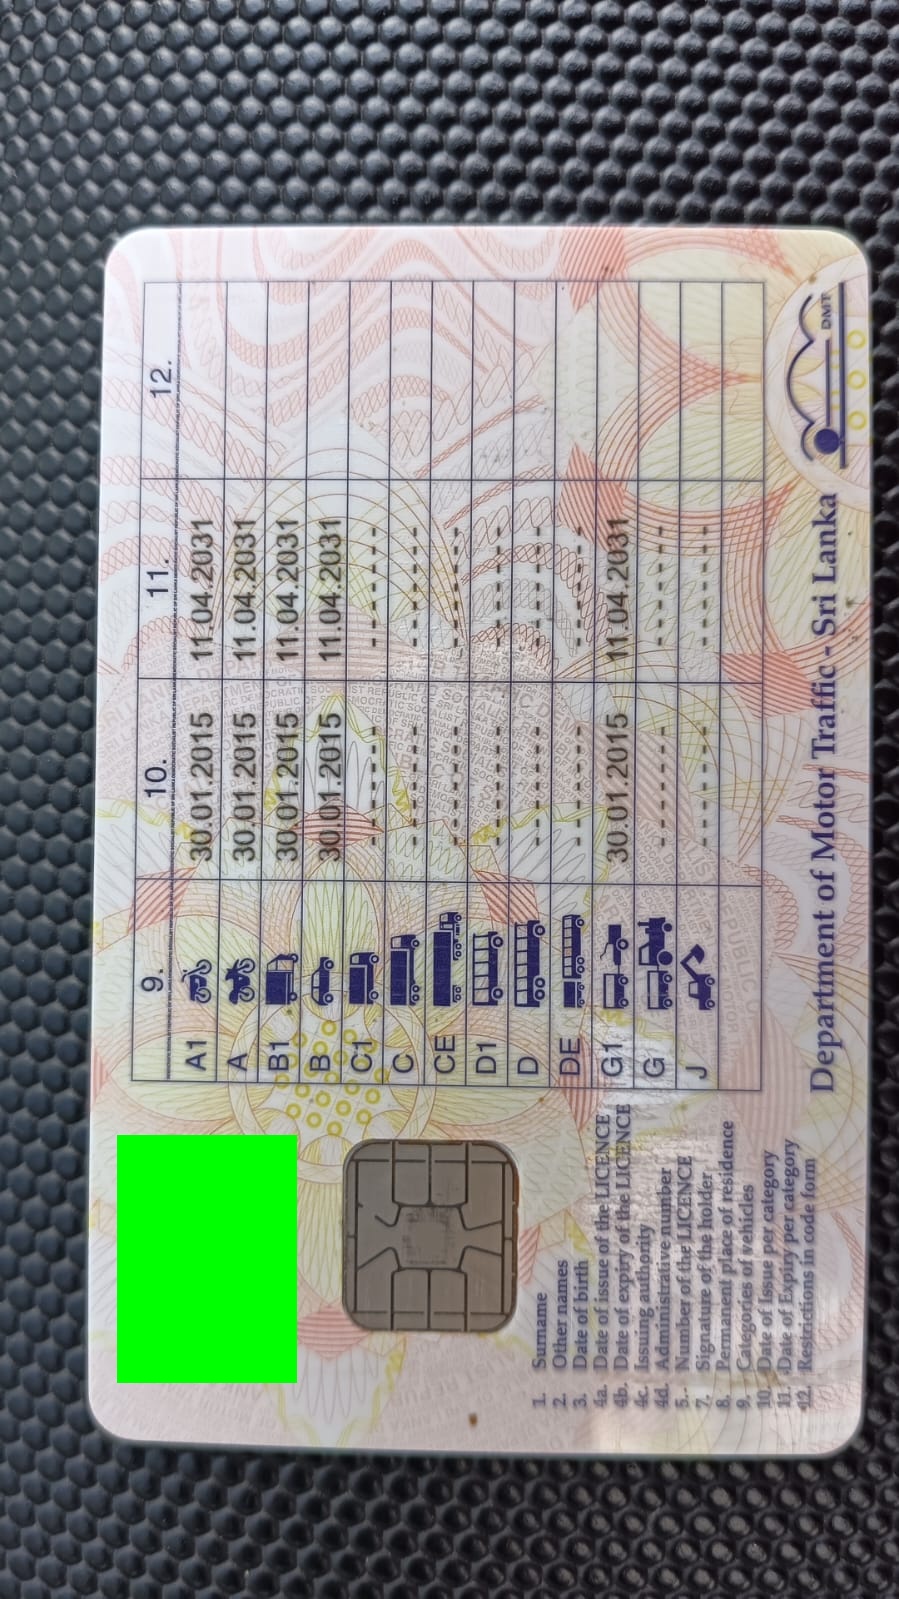 9. 10. 11. 12.
A1 30.01.2015 11.04.2031
A 30.01.2015 11.04.2031
B1 30.01.2015 11.04.2031
B 30.01.2015 11.04.2031
C1 -------- --------
C -------- --------
CE -------- --------
D1 -------- --------
D -------- --------
DE -------- --------
G1 30.01.2015 11.04.2031
G -------- --------
J -------- --------
1. Surname
2. Other names
3. Date of birth
4a. Date of issue of the LICENCE
4b. Date of expiry of the LICENCE
4c. Issuing authority
4d. Administrative number
5. Number of the LICENCE
7. Signature of the holder
8. Permanent place of residence
9. Categories of vehicles
10. Date of Issue per category
11. Date of Expiry per category
12. Restrictions in code form
Department of Motor Traffic - Sri Lanka
DMT